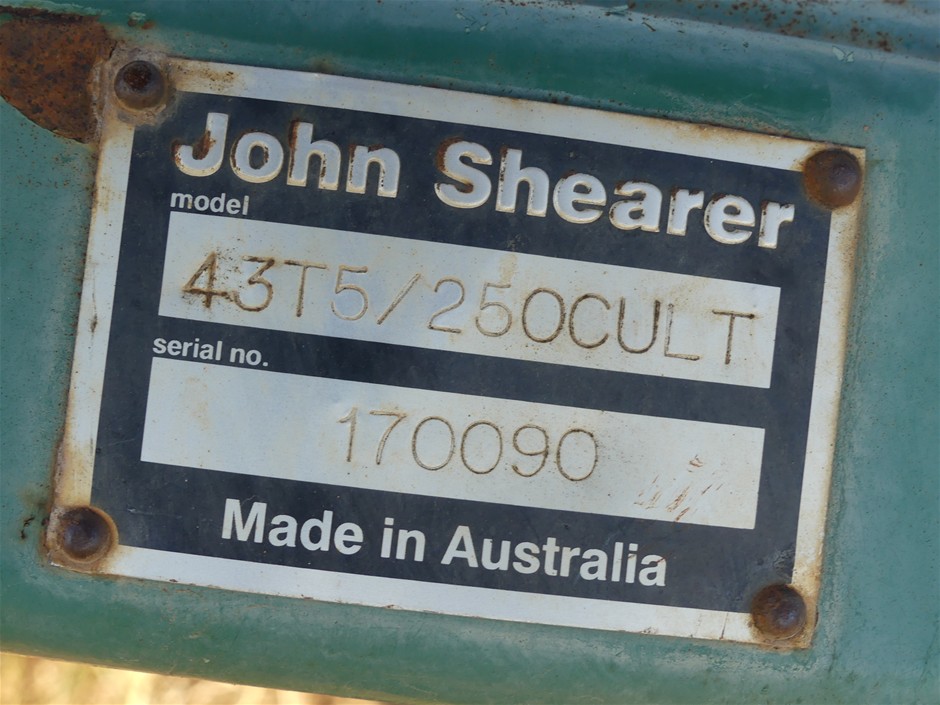 John Shearer
model
43T5/250CULT
serial no.
170090
Made in Australia